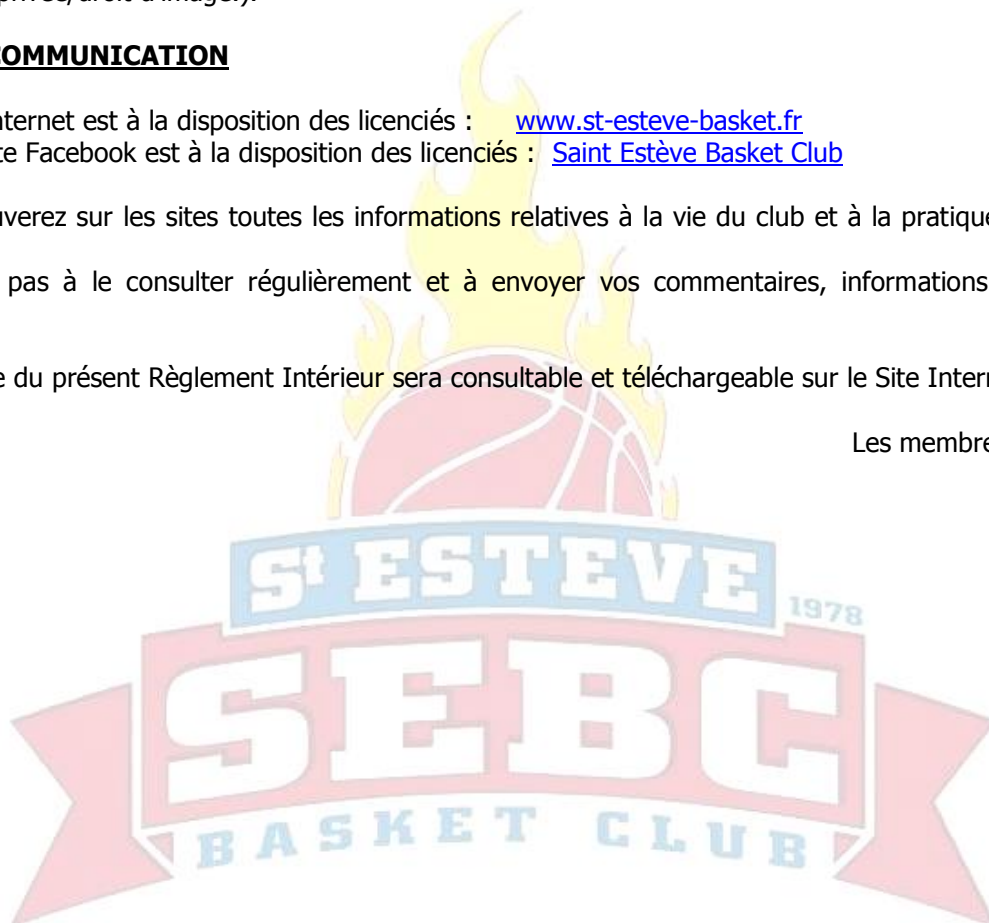 privée/droit d'image.).
COMMUNICATION
nternet est à la disposition des licenciés : www.st-esteve-basket.fr
te Facebook est à la disposition des licenciés : Saint Estève Basket Club
uverez sur les sites toutes les informations relatives à la vie du club et à la pratique
pas à le consulter régulièrement et à envoyer vos commentaires, informations
e du présent Règlement Intérieur sera consultable et téléchargeable sur le Site Intern
Les membre
St ESTEVE
1978
SEBC
BASKET CLUB